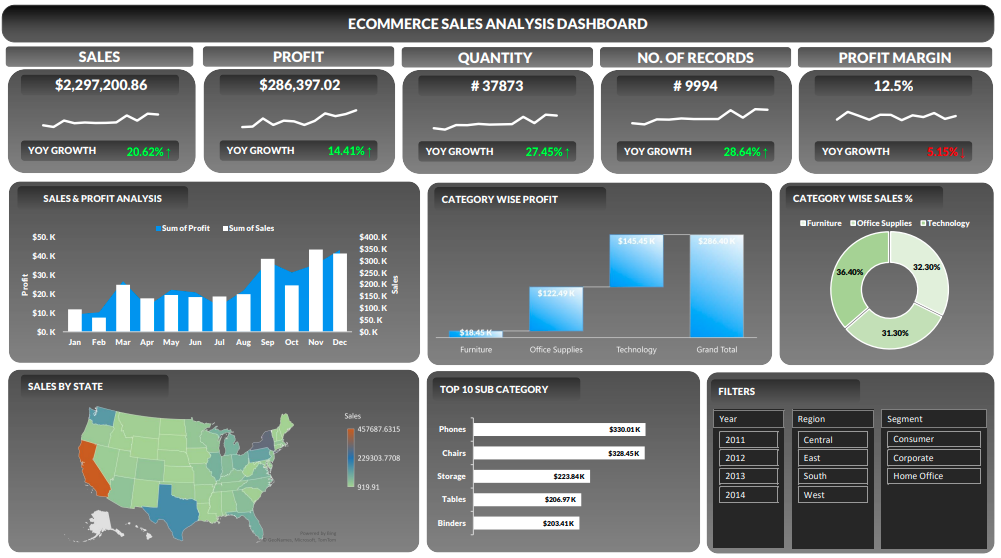 ECOMMERCE SALES ANALYSIS DASHBOARD
SALES
$2,297,200.86
YOY GROWTH 20.62% ↑
PROFIT
$286,397.02
YOY GROWTH 14.41% ↑
QUANTITY
# 37873
YOY GROWTH 27.45% ↑
NO. OF RECORDS
# 9994
YOY GROWTH 28.64% ↑
PROFIT MARGIN
12.5%
YOY GROWTH 5.15% ↓
SALES & PROFIT ANALYSIS
Sum of Profit Sum of Sales
$50. K
$40. K
$30. K
$20. K
$10. K
$0. K
Profit
$400. K
$350. K
$300. K
$250. K
$200. K
$150. K
$100. K
$50. K
$0. K
Sales
Jan Feb Mar Apr May Jun Jul Aug Sep Oct Nov Dec
CATEGORY WISE PROFIT
$18.45 K
$122.49 K
$145.45 K
$286.40 K
Furniture Office Supplies Technology Grand Total
CATEGORY WISE SALES %
Furniture Office Supplies Technology
36.40%
32.30%
31.30%
SALES BY STATE
Sales
457687.6315
229303.7708
919.91
Powered by Bing
© GeoNames, Microsoft, TomTom
TOP 10 SUB CATEGORY
Phones $330.01 K
Chairs $328.45 K
Storage $223.84 K
Tables $206.97 K
Binders $203.41 K
FILTERS
Year
2011
2012
2013
2014
Region
Central
East
South
West
Segment
Consumer
Corporate
Home Office